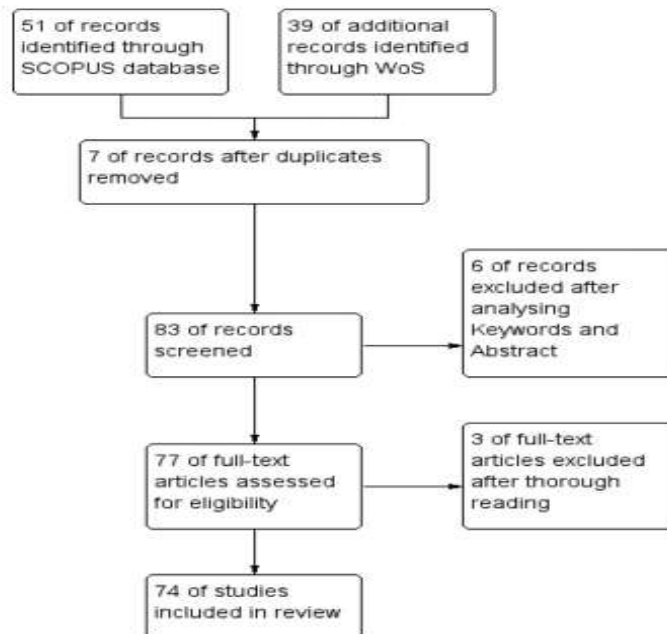 51 of records
identified through
SCOPUS database
39 of additional
records identified
through WoS
7 of records after duplicates
removed
6 of records
excluded after
analysing
Keywords and
Abstract
83 of records
screened
77 of full-text
articles assessed
for eligibility
3 of full-text
articles excluded
after thorough
reading
74 of studies
included in review